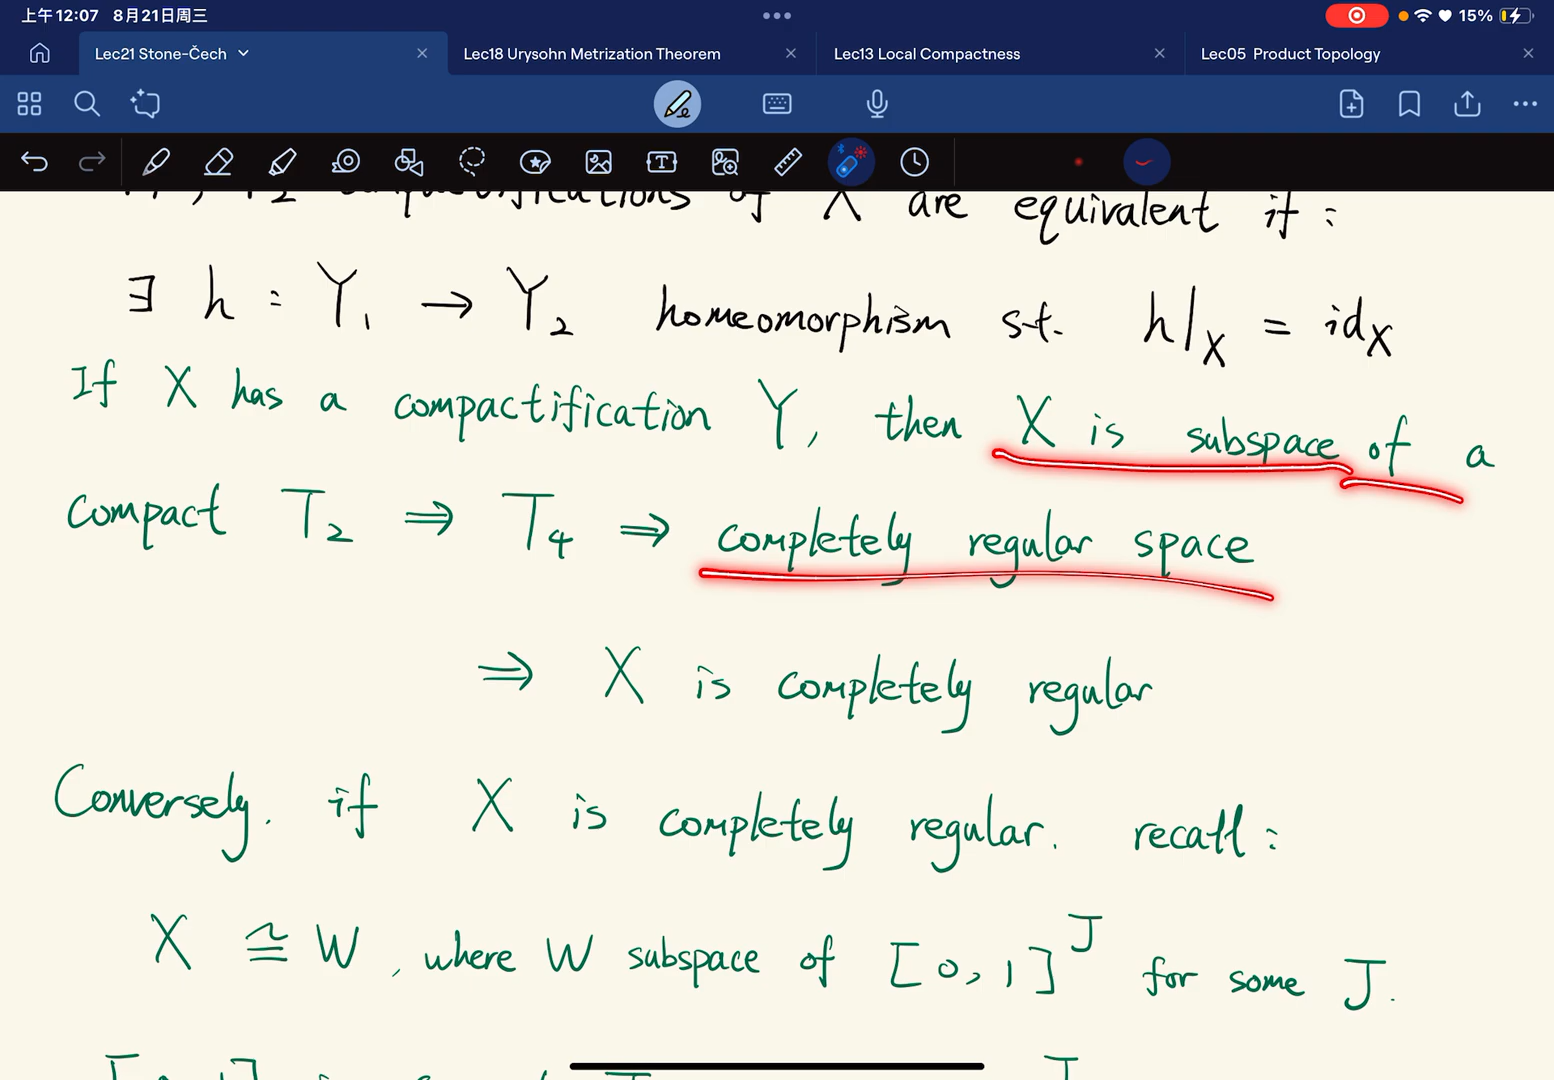 上午12:07 8月21日周三
15%
Lec21 Stone-Čech
Lec18 Urysohn Metrization Theorem
Lec13 Local Compactness
Lec05 Product Topology
of X are equivalent if :
∃ h : Y₁ → Y₂ homeomorphism s.t. h|X = idX
If X has a compactification Y, then X is subspace of a
compact T₂ ⇒ T₄ ⇒ completely regular space
⇒ X is completely regular
Conversely. if X is completely regular. recall :
X ≅ W , where W subspace of [0, 1]^J for some J.